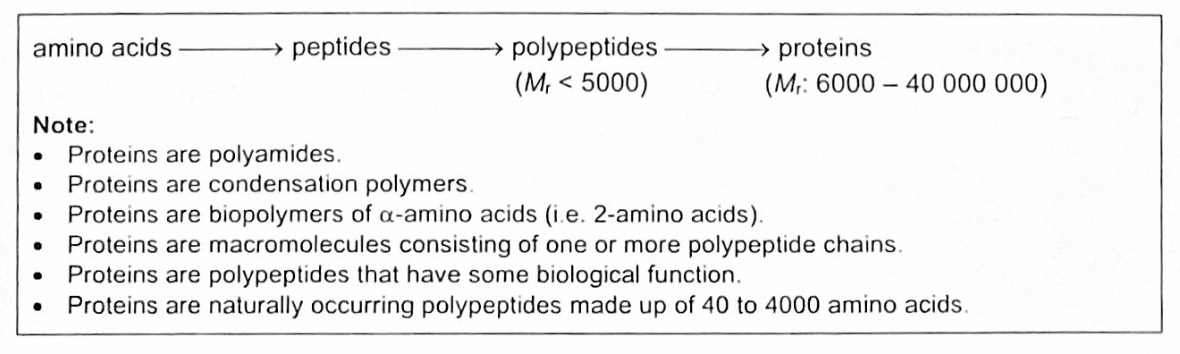 amino acids ⟶ peptides ⟶ polypeptides ⟶ proteins
(Mr < 5000) (Mr: 6000 – 40 000 000)
Note:
• Proteins are polyamides.
• Proteins are condensation polymers.
• Proteins are biopolymers of α-amino acids (i.e. 2-amino acids).
• Proteins are macromolecules consisting of one or more polypeptide chains.
• Proteins are polypeptides that have some biological function.
• Proteins are naturally occurring polypeptides made up of 40 to 4000 amino acids.